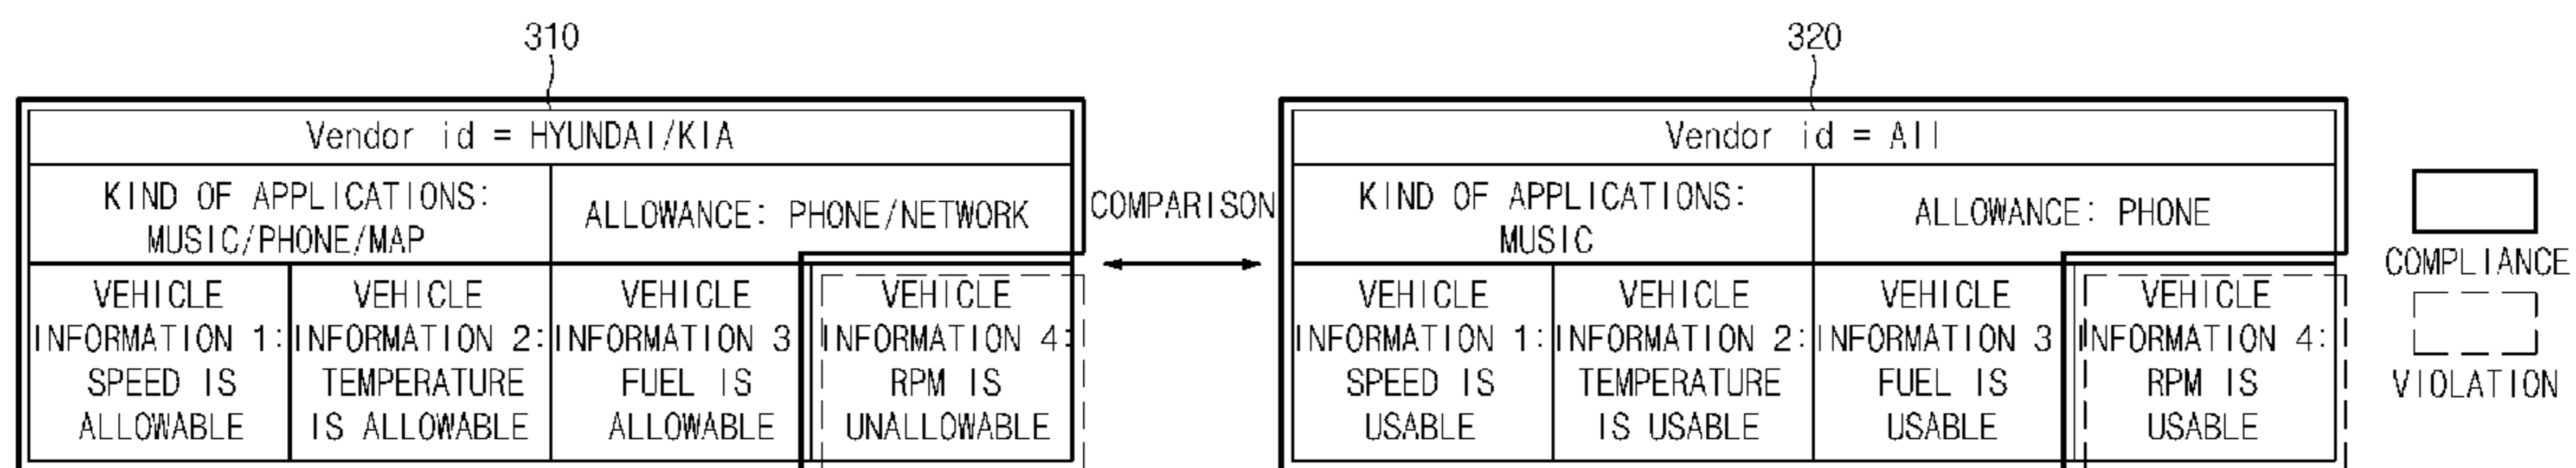 310
320
Vendor id = HYUNDAI/KIA
KIND OF APPLICATIONS:
MUSIC/PHONE/MAP
ALLOWANCE: PHONE/NETWORK
VEHICLE
INFORMATION 1:
SPEED IS
ALLOWABLE
VEHICLE
INFORMATION 2:
TEMPERATURE
IS ALLOWABLE
VEHICLE
INFORMATION 3
FUEL IS
ALLOWABLE
VEHICLE
INFORMATION 4:
RPM IS
UNALLOWABLE
COMPARISON
Vendor id = All
KIND OF APPLICATIONS:
MUSIC
ALLOWANCE: PHONE
VEHICLE
INFORMATION 1:
SPEED IS
USABLE
VEHICLE
INFORMATION 2:
TEMPERATURE
IS USABLE
VEHICLE
INFORMATION 3
FUEL IS
USABLE
VEHICLE
INFORMATION 4:
RPM IS
USABLE
COMPLIANCE
VIOLATION